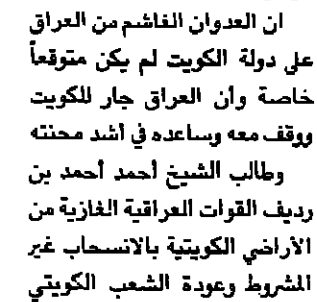 ان العدوان الغاشم من العراق
على دولة الكويت لم يكن متوقعاً
خاصة وأن العراق جار للكويت
ووقف معه وساعده في أشد محنته
وطالب الشيخ أحمد أحمد بن
رديف القوات العراقية الغازية من
الأراضي الكويتية بالانسحاب غير
المشروط وعودة الشعب الكويتي